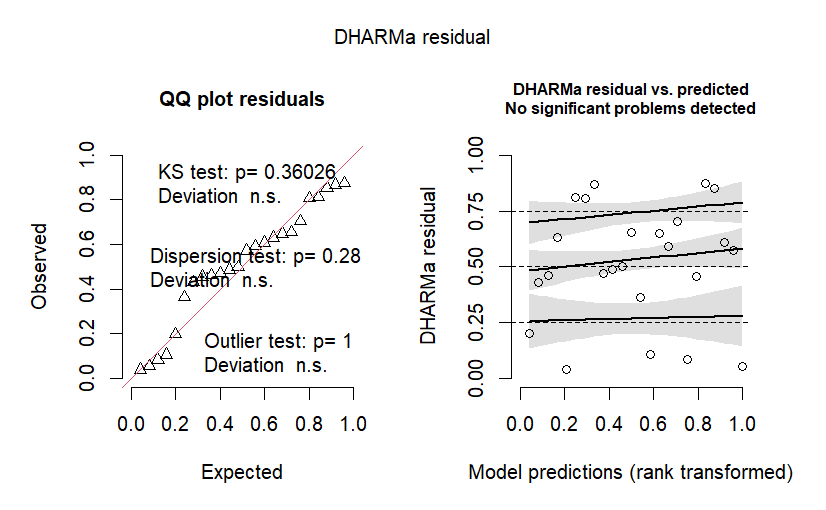 DHARMa residual
QQ plot residuals
KS test: p= 0.36026
Deviation n.s.
Dispersion test: p= 0.28
Deviation n.s.
Outlier test: p= 1
Deviation n.s.
Observed
0.0 0.2 0.4 0.6 0.8 1.0
0.0 0.2 0.4 0.6 0.8 1.0
Expected
DHARMa residual vs. predicted
No significant problems detected
DHARMa residual
0.00 0.25 0.50 0.75 1.00
0.0 0.2 0.4 0.6 0.8 1.0
Model predictions (rank transformed)